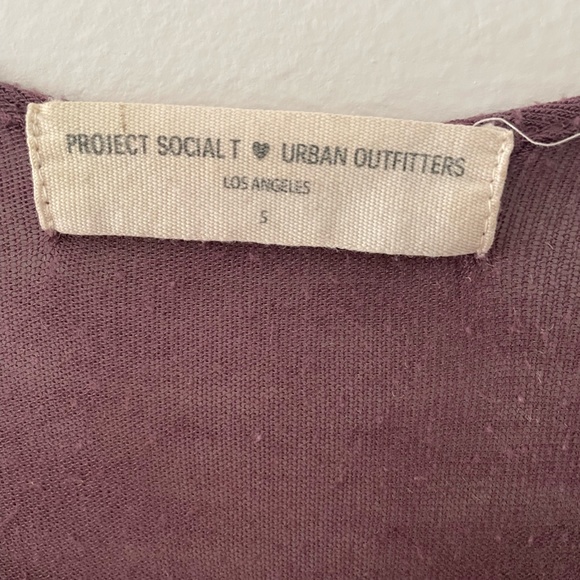 PROJECT SOCIAL T ♥ URBAN OUTFITTERS
LOS ANGELES
S